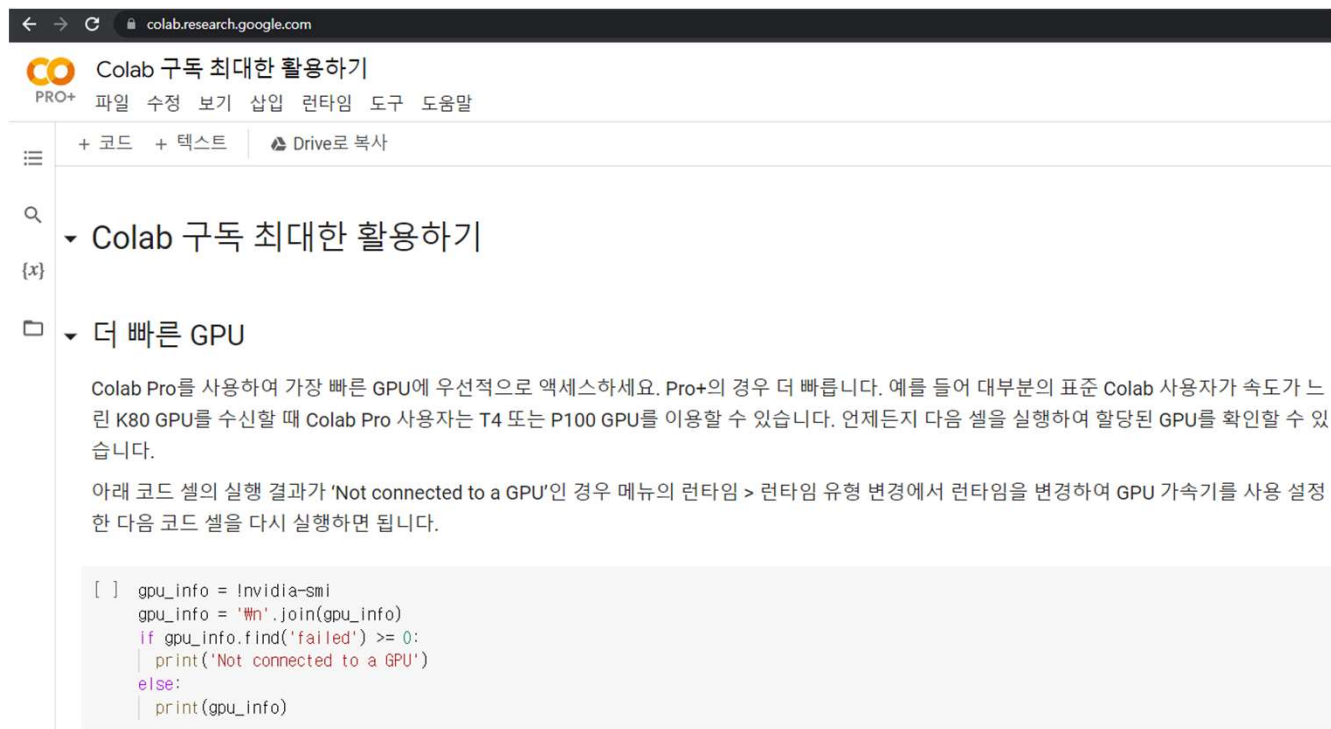 colab.research.google.com
CO
PRO+
Colab 구독 최대한 활용하기
파일 수정 보기 삽입 런타임 도구 도움말
+ 코드 + 텍스트 Drive로 복사
Colab 구독 최대한 활용하기
{x}
더 빠른 GPU
Colab Pro를 사용하여 가장 빠른 GPU에 우선적으로 액세스하세요. Pro+의 경우 더 빠릅니다. 예를 들어 대부분의 표준 Colab 사용자가 속도가 느
린 K80 GPU를 수신할 때 Colab Pro 사용자는 T4 또는 P100 GPU를 이용할 수 있습니다. 언제든지 다음 셀을 실행하여 할당된 GPU를 확인할 수 있
습니다.
아래 코드 셀의 실행 결과가 ‘Not connected to a GPU’인 경우 메뉴의 런타임 > 런타임 유형 변경에서 런타임을 변경하여 GPU 가속기를 사용 설정
한 다음 코드 셀을 다시 실행하면 됩니다.
[ ] gpu_info = !nvidia-smi
gpu_info = '₩n'.join(gpu_info)
if gpu_info.find('failed') >= 0:
print('Not connected to a GPU')
else:
print(gpu_info)